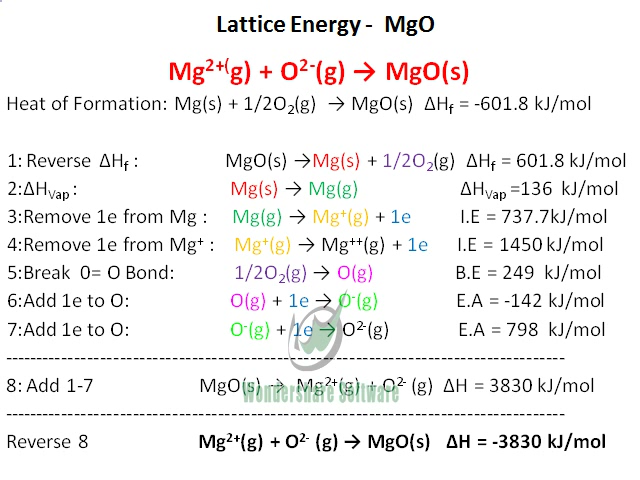 Lattice Energy - MgO
Mg²⁺⁽g) + O²⁻(g) → MgO(s)
Heat of Formation: Mg(s) + 1/2O₂(g) → MgO(s) ΔHf = -601.8 kJ/mol
1: Reverse ΔHf : MgO(s) →Mg(s) + 1/2O₂(g) ΔHf = 601.8 kJ/mol
2:ΔHVap : Mg(s) → Mg(g) ΔHVap =136 kJ/mol
3:Remove 1e from Mg : Mg(g) → Mg⁺(g) + 1e I.E = 737.7kJ/mol
4:Remove 1e from Mg⁺ : Mg⁺(g) → Mg⁺⁺(g) + 1e I.E = 1450 kJ/mol
5:Break 0= O Bond: 1/2O₂(g) → O(g) B.E = 249 kJ/mol
6:Add 1e to O: O(g) + 1e → O⁻(g) E.A = -142 kJ/mol
7:Add 1e to O: O⁻(g) + 1e → O²⁻(g) E.A = 798 kJ/mol
--------------------------------------------------------------------------------
8: Add 1-7 MgO(s) → Mg²⁺(g) + O²⁻ (g) ΔH = 3830 kJ/mol
Wondershare Software
--------------------------------------------------------------------------------
Reverse 8 Mg²⁺(g) + O²⁻ (g) → MgO(s) ΔH = -3830 kJ/mol